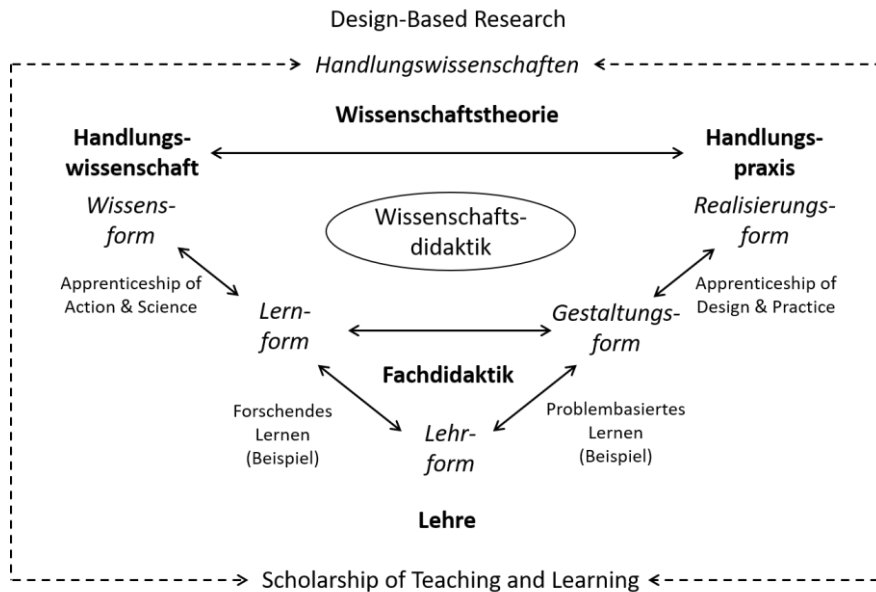 Design-Based Research
Handlungswissenschaften
Wissenschaftstheorie
Handlungs-
wissenschaft
Handlungs-
praxis
Wissens-
form
Wissenschafts-
didaktik
Realisierungs-
form
Apprenticeship of
Action & Science
Apprenticeship of
Design & Practice
Lern-
form
Gestaltungs-
form
Fachdidaktik
Forschendes
Lernen
(Beispiel)
Lehr-
form
Problembasiertes
Lernen
(Beispiel)
Lehre
Scholarship of Teaching and Learning